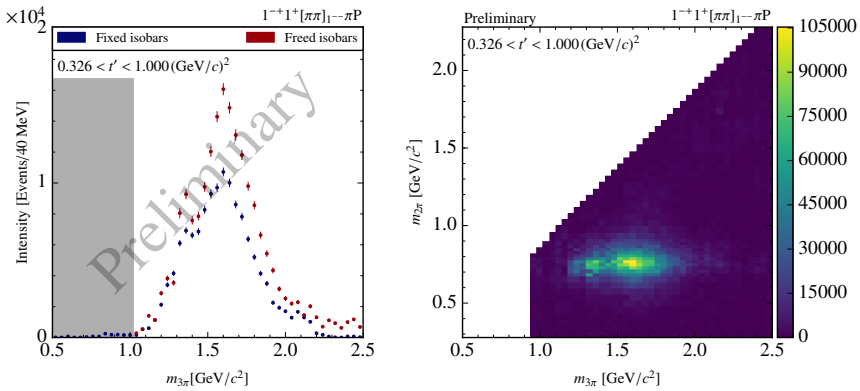 ×10⁴
1⁻⁺1⁺[ππ]₁₋₋πP
Fixed isobars
Freed isobars
0.326 < t′ < 1.000 (GeV/c)²
Preliminary
Intensity [Events/40 MeV]
2
1
0
0.5 1.0 1.5 2.0 2.5
m₃π[GeV/c²]
Preliminary
1⁻⁺1⁺[ππ]₁₋₋πP
0.326 < t′ < 1.000 (GeV/c)²
m₂π [GeV/c²]
2.0
1.5
1.0
0.5
0.5 1.0 1.5 2.0 2.5
m₃π [GeV/c²]
105000
90000
75000
60000
45000
30000
15000
0